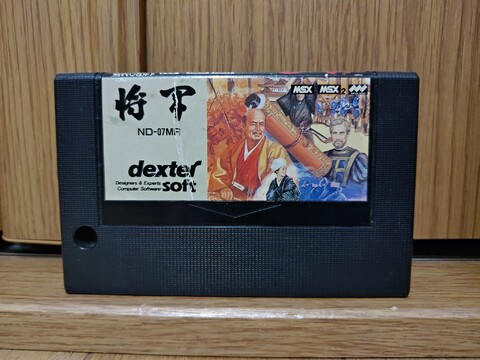 将軍
ND-07MR
dexter
Designers & Experts
Computer Software
soft
MSX MSX2